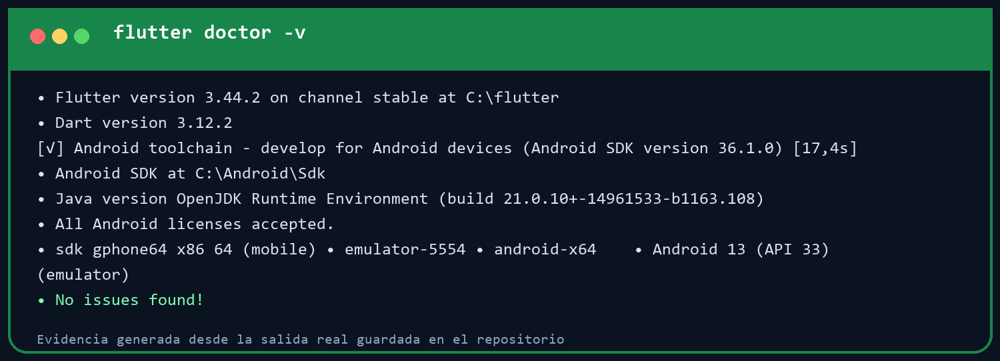 flutter doctor -v
• Flutter version 3.44.2 on channel stable at C:\flutter
• Dart version 3.12.2
[√] Android toolchain - develop for Android devices (Android SDK version 36.1.0) [17,4s]
• Android SDK at C:\Android\Sdk
• Java version OpenJDK Runtime Environment (build 21.0.10+-14961533-b1163.108)
• All Android licenses accepted.
• sdk gphone64 x86 64 (mobile) • emulator-5554 • android-x64    • Android 13 (API 33)
(emulator)
• No issues found!
Evidencia generada desde la salida real guardada en el repositorio